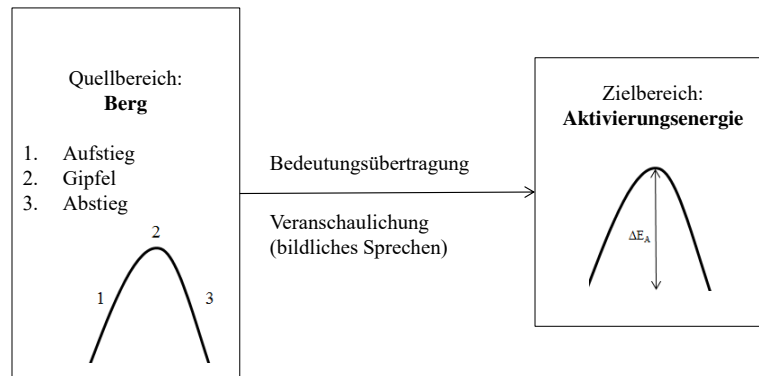 Quellbereich:
Berg
1. Aufstieg
2. Gipfel
3. Abstieg
2
1
3
Bedeutungsübertragung
Veranschaulichung
(bildliches Sprechen)
Zielbereich:
Aktivierungsenergie
ΔEA